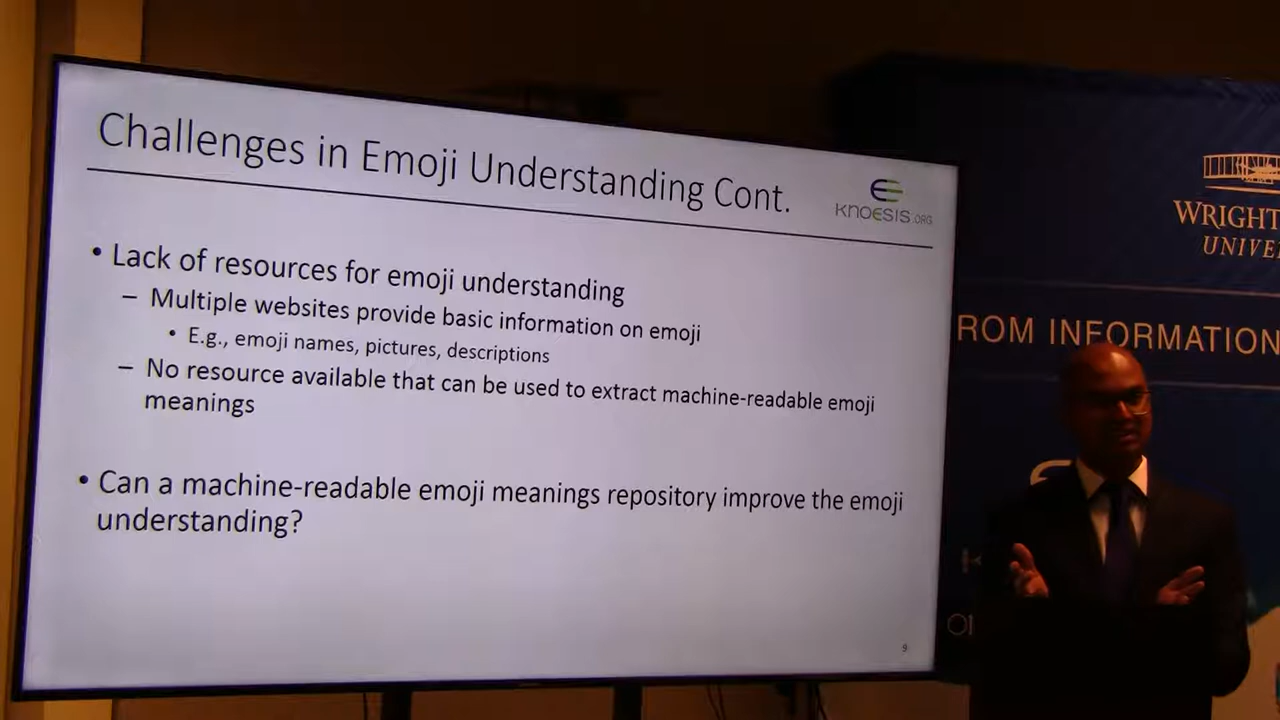 Challenges in Emoji Understanding Cont.
KNOESIS.ORG
• Lack of resources for emoji understanding
– Multiple websites provide basic information on emoji
• E.g., emoji names, pictures, descriptions
– No resource available that can be used to extract machine-readable emoji
meanings
• Can a machine-readable emoji meanings repository improve the emoji
understanding?
9
WRIGHT
UNIVE
ROM INFORMATION